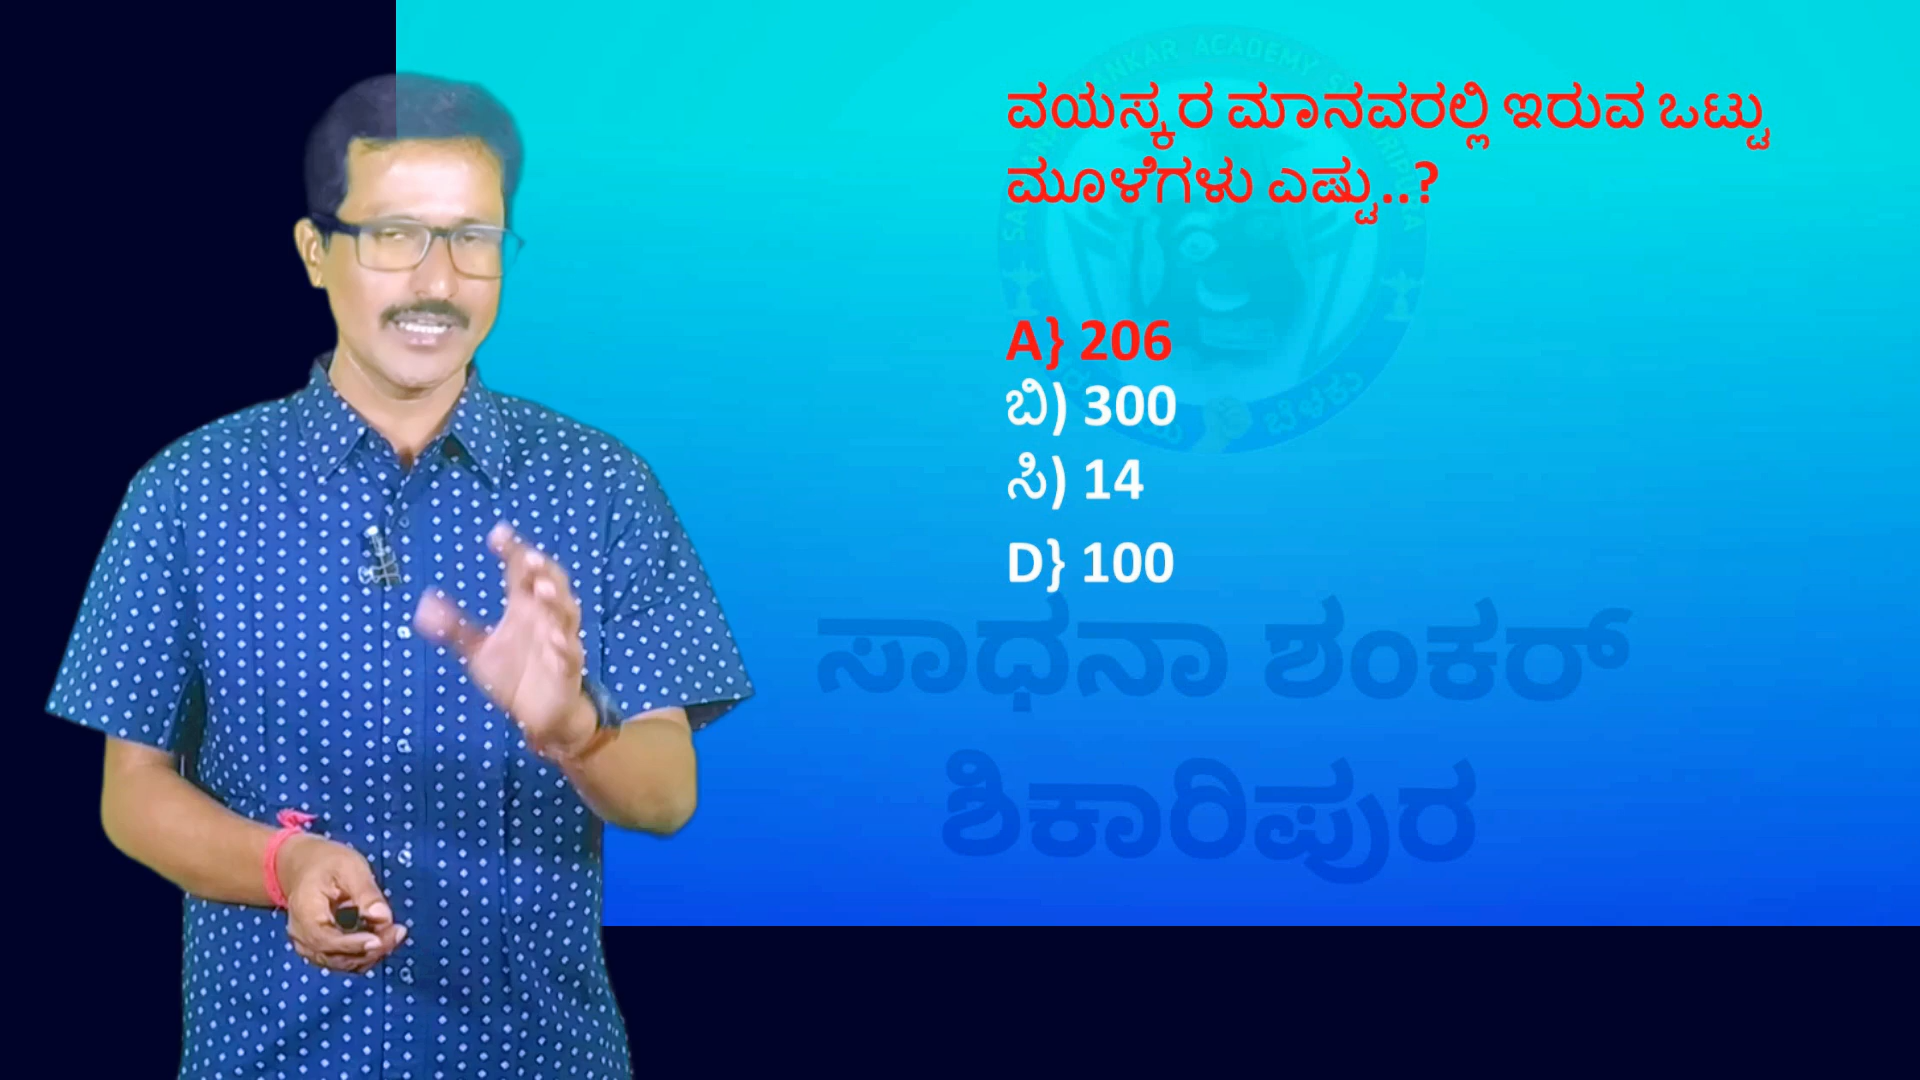 ವಯಸ್ಕರ ಮಾನವರಲ್ಲಿ ಇರುವ ಒಟ್ಟು
ಮೂಳೆಗಳು ಎಷ್ಟು..?
A} 206
ಬಿ) 300
ಸಿ) 14
D} 100
ಸಾಧನಾ ಶಂಕರ್
ಶಿಕಾರಿಪುರ